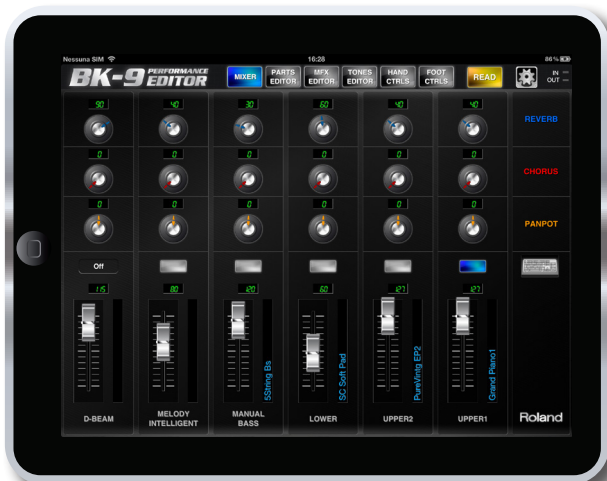 Nessuna SIM 16:28 86%
BK-9 PERFORMANCE EDITOR
MIXER
PARTS EDITOR
MFX EDITOR
TONES EDITOR
HAND CTRLS
FOOT CTRLS
READ
IN
OUT
90 40 30 60 40 40 REVERB
0 0 0 0 0 0 CHORUS
0 0 0 0 0 0 PANPOT
Off
115 80 120 60 127 127
5String Bs
SC Soft Pad
PureVintg EP2
Grand Piano1
D-BEAM
MELODY INTELLIGENT
MANUAL BASS
LOWER
UPPER2
UPPER1
Roland